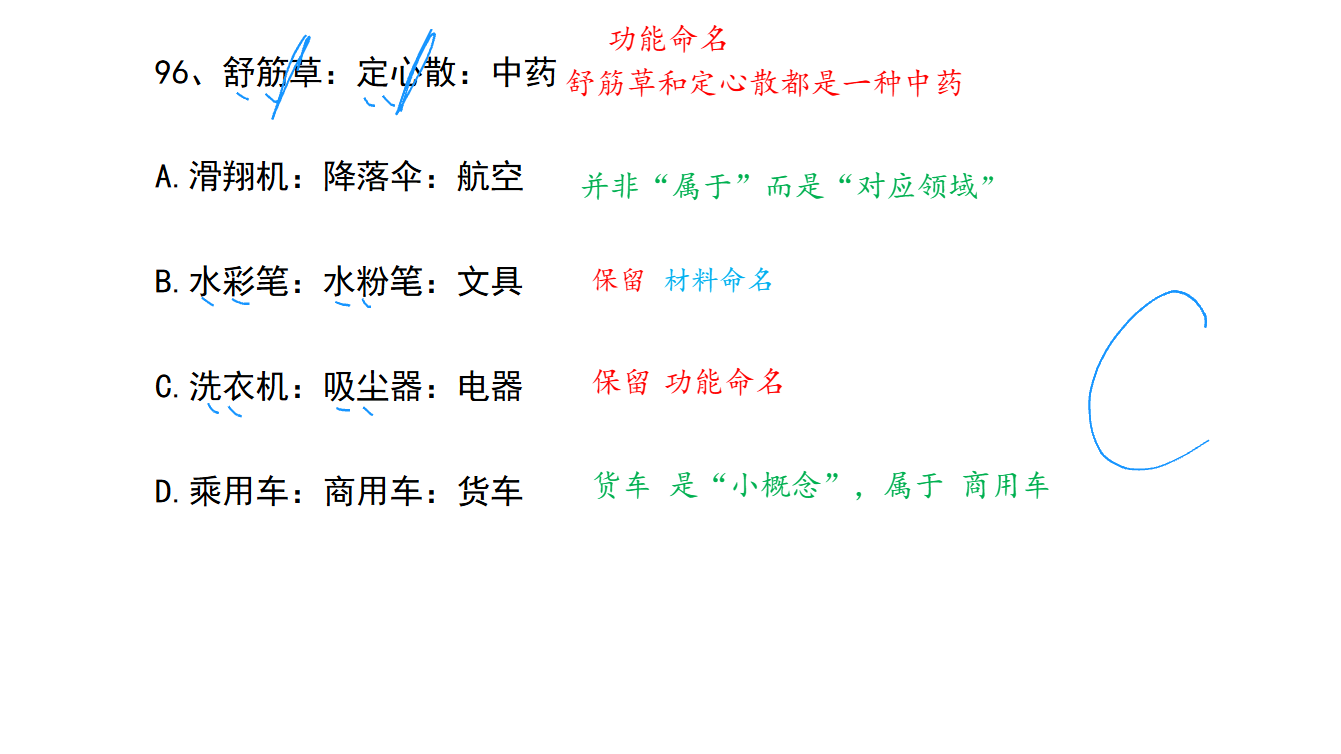 功能命名
96、舒筋草：定心散：中药 舒筋草和定心散都是一种中药
A.滑翔机：降落伞：航空 并非“属于”而是“对应领域”
B.水彩笔：水粉笔：文具 保留 材料命名
C.洗衣机：吸尘器：电器 保留 功能命名
C
D.乘用车：商用车：货车 货车 是“小概念”，属于 商用车